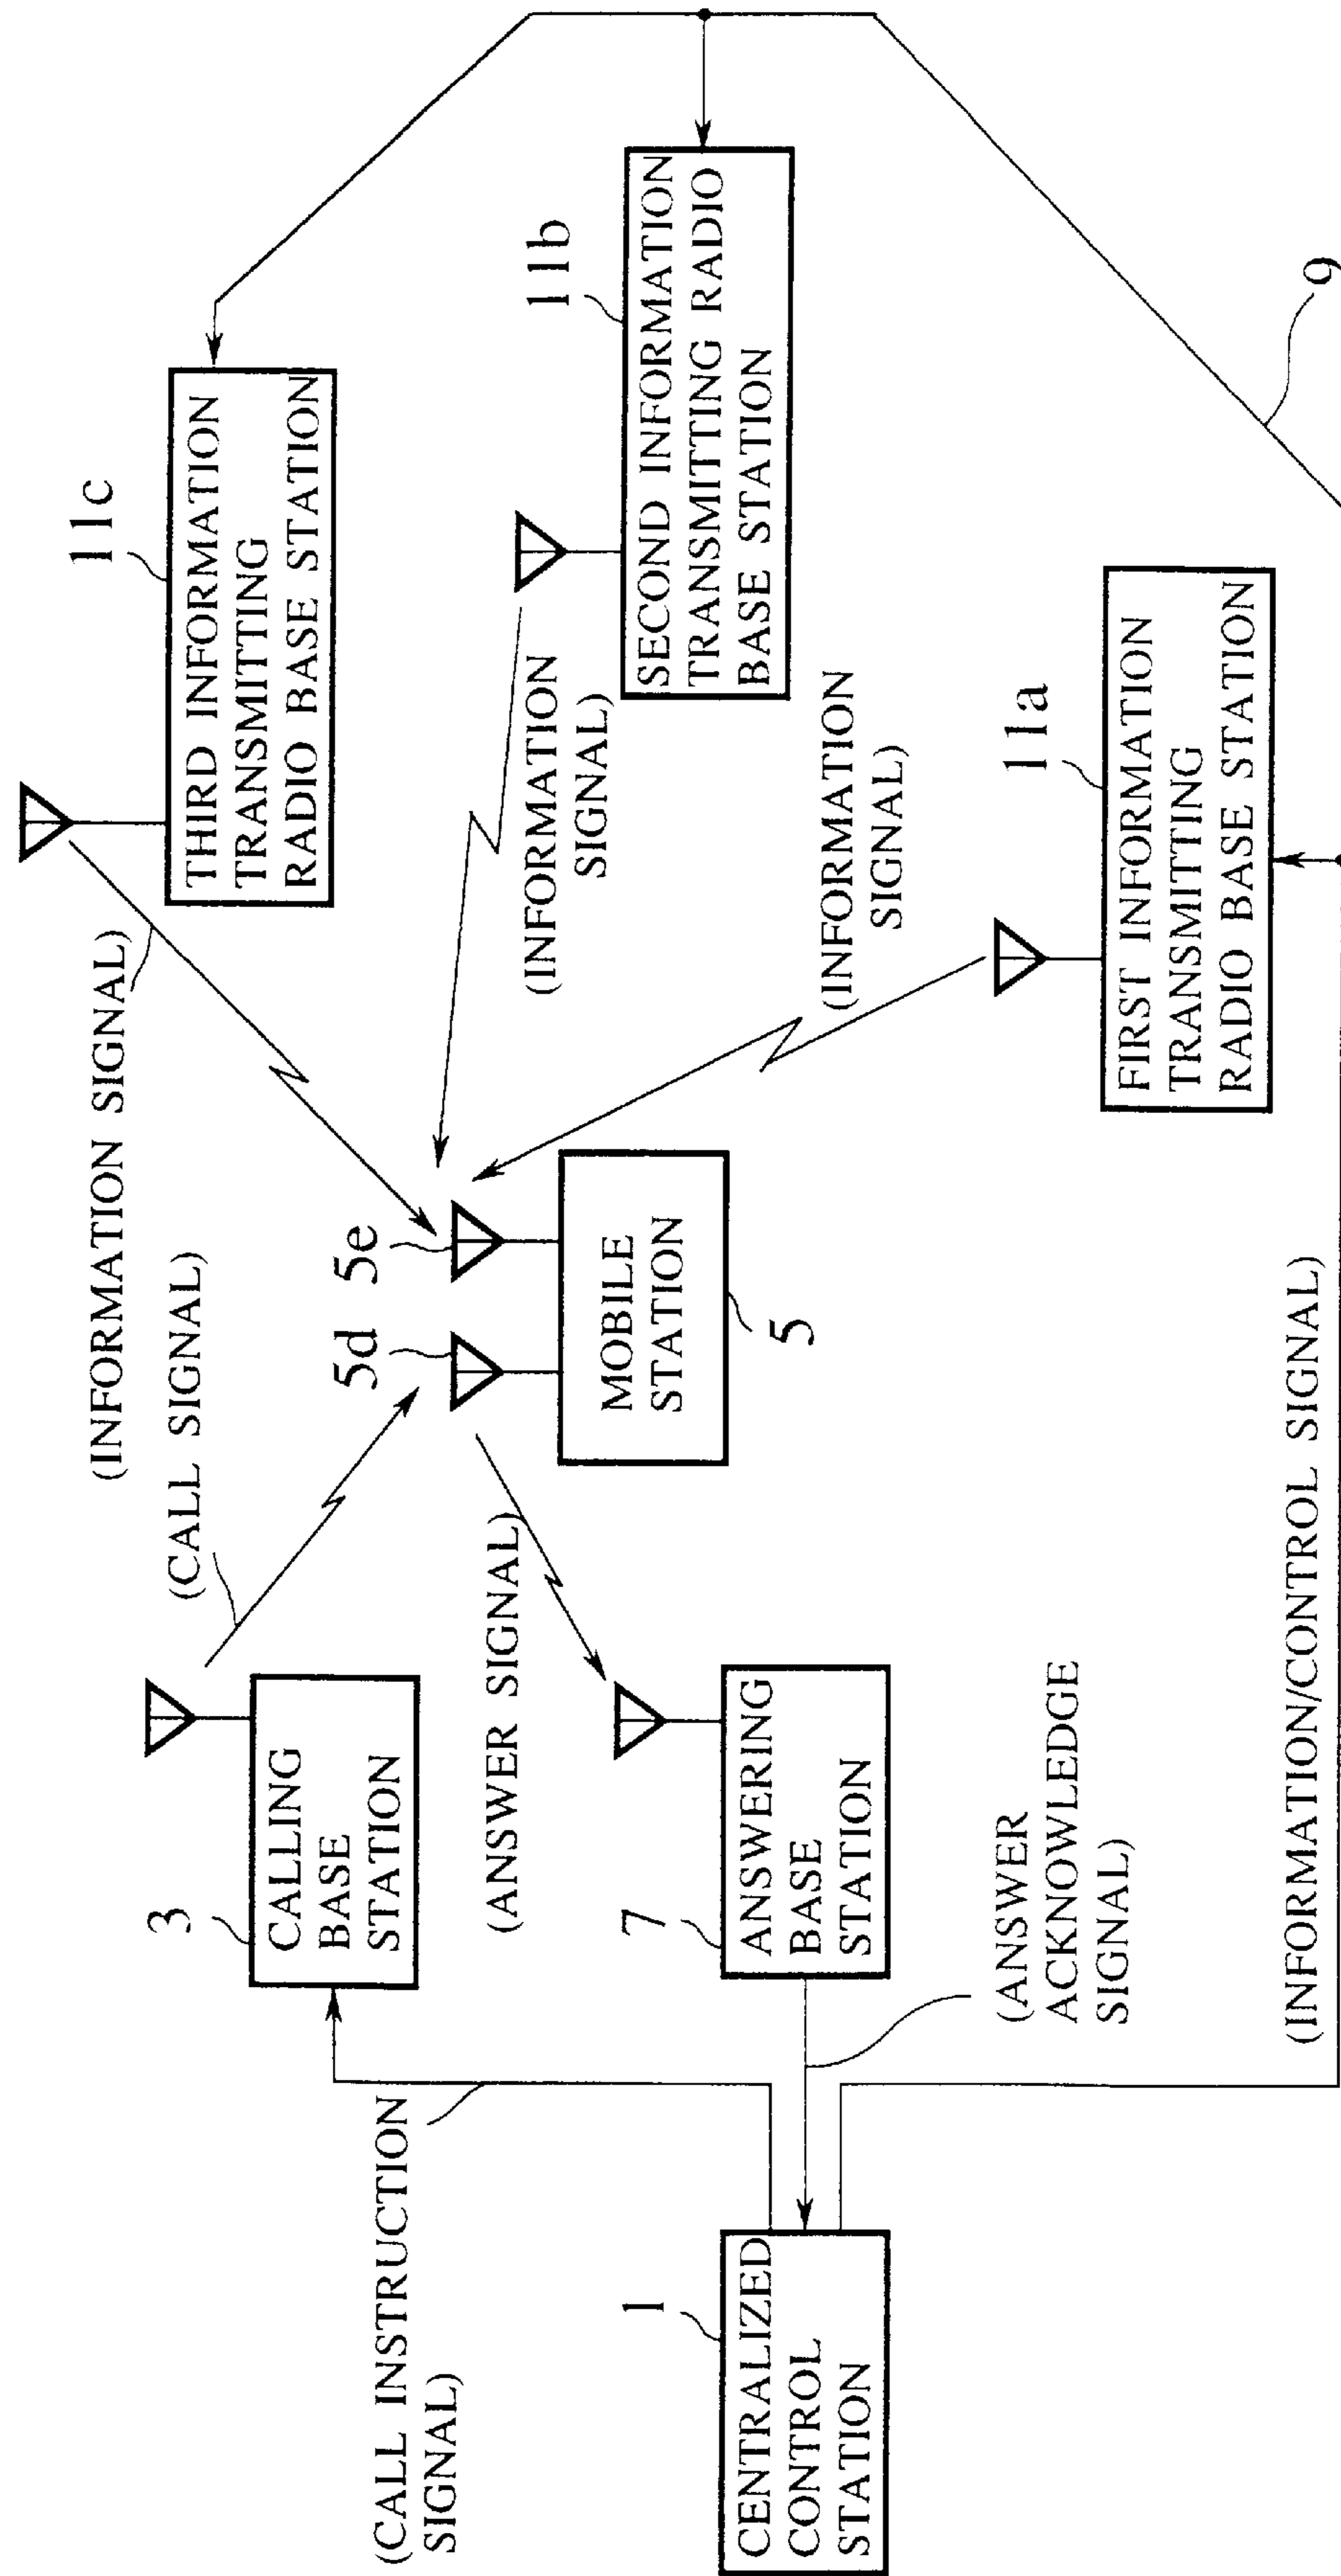 (CALL INSTRUCTION
SIGNAL)
1
CENTRALIZED
CONTROL
STATION
3
CALLING
BASE
STATION
(CALL SIGNAL)
(ANSWER SIGNAL)
7
ANSWERING
BASE
STATION
(ANSWER
ACKNOWLEDGE
SIGNAL)
(INFORMATION/CONTROL SIGNAL)
5d
5e
MOBILE
STATION
5
(INFORMATION SIGNAL)
11c
THIRD INFORMATION
TRANSMITTING
RADIO BASE STATION
(INFORMATION
SIGNAL)
11b
SECOND INFORMATION
TRANSMITTING RADIO
BASE STATION
(INFORMATION
SIGNAL)
11a
FIRST INFORMATION
TRANSMITTING
RADIO BASE STATION
9